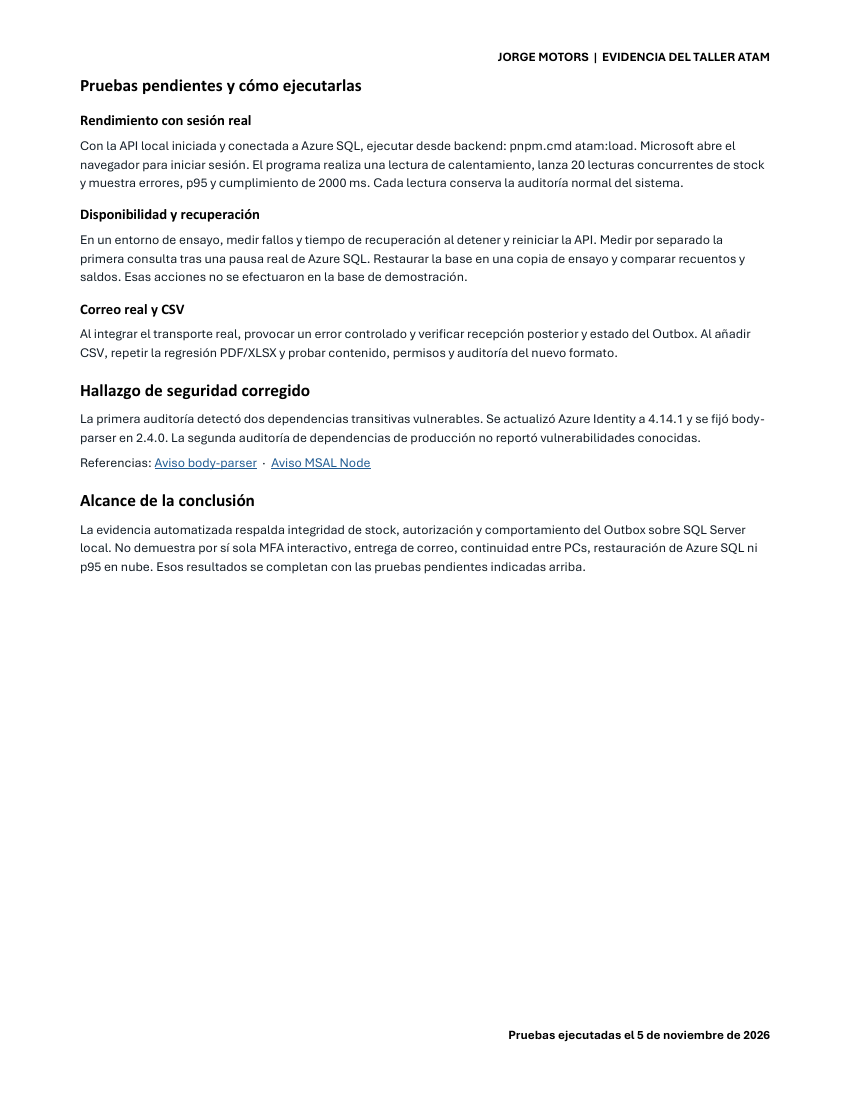 JORGE MOTORS | EVIDENCIA DEL TALLER ATAM
Pruebas pendientes y cómo ejecutarlas
Rendimiento con sesión real
Con la API local iniciada y conectada a Azure SQL, ejecutar desde backend: pnpm.cmd atam:load. Microsoft abre el
navegador para iniciar sesión. El programa realiza una lectura de calentamiento, lanza 20 lecturas concurrentes de stock
y muestra errores, p95 y cumplimiento de 2000 ms. Cada lectura conserva la auditoría normal del sistema.
Disponibilidad y recuperación
En un entorno de ensayo, medir fallos y tiempo de recuperación al detener y reiniciar la API. Medir por separado la
primera consulta tras una pausa real de Azure SQL. Restaurar la base en una copia de ensayo y comparar recuentos y
saldos. Esas acciones no se efectuaron en la base de demostración.
Correo real y CSV
Al integrar el transporte real, provocar un error controlado y verificar recepción posterior y estado del Outbox. Al añadir
CSV, repetir la regresión PDF/XLSX y probar contenido, permisos y auditoría del nuevo formato.
Hallazgo de seguridad corregido
La primera auditoría detectó dos dependencias transitivas vulnerables. Se actualizó Azure Identity a 4.14.1 y se fijó body-
parser en 2.4.0. La segunda auditoría de dependencias de producción no reportó vulnerabilidades conocidas.
Referencias: Aviso body-parser · Aviso MSAL Node
Alcance de la conclusión
La evidencia automatizada respalda integridad de stock, autorización y comportamiento del Outbox sobre SQL Server
local. No demuestra por sí sola MFA interactivo, entrega de correo, continuidad entre PCs, restauración de Azure SQL ni
p95 en nube. Esos resultados se completan con las pruebas pendientes indicadas arriba.
Pruebas ejecutadas el 5 de noviembre de 2026